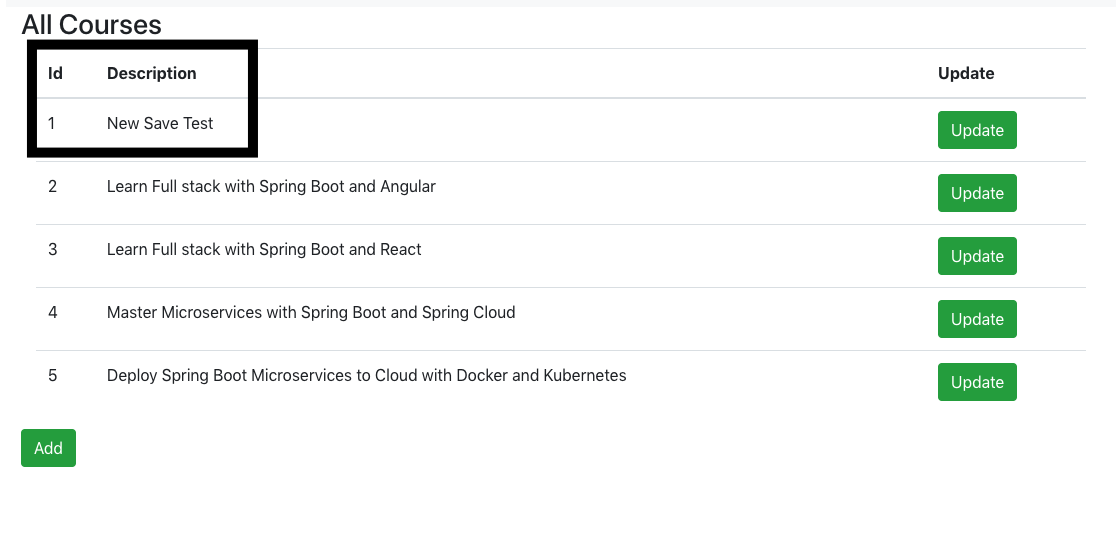 All Courses
Id Description Update
1 New Save Test Update
2 Learn Full stack with Spring Boot and Angular Update
3 Learn Full stack with Spring Boot and React Update
4 Master Microservices with Spring Boot and Spring Cloud Update
5 Deploy Spring Boot Microservices to Cloud with Docker and Kubernetes Update
Add